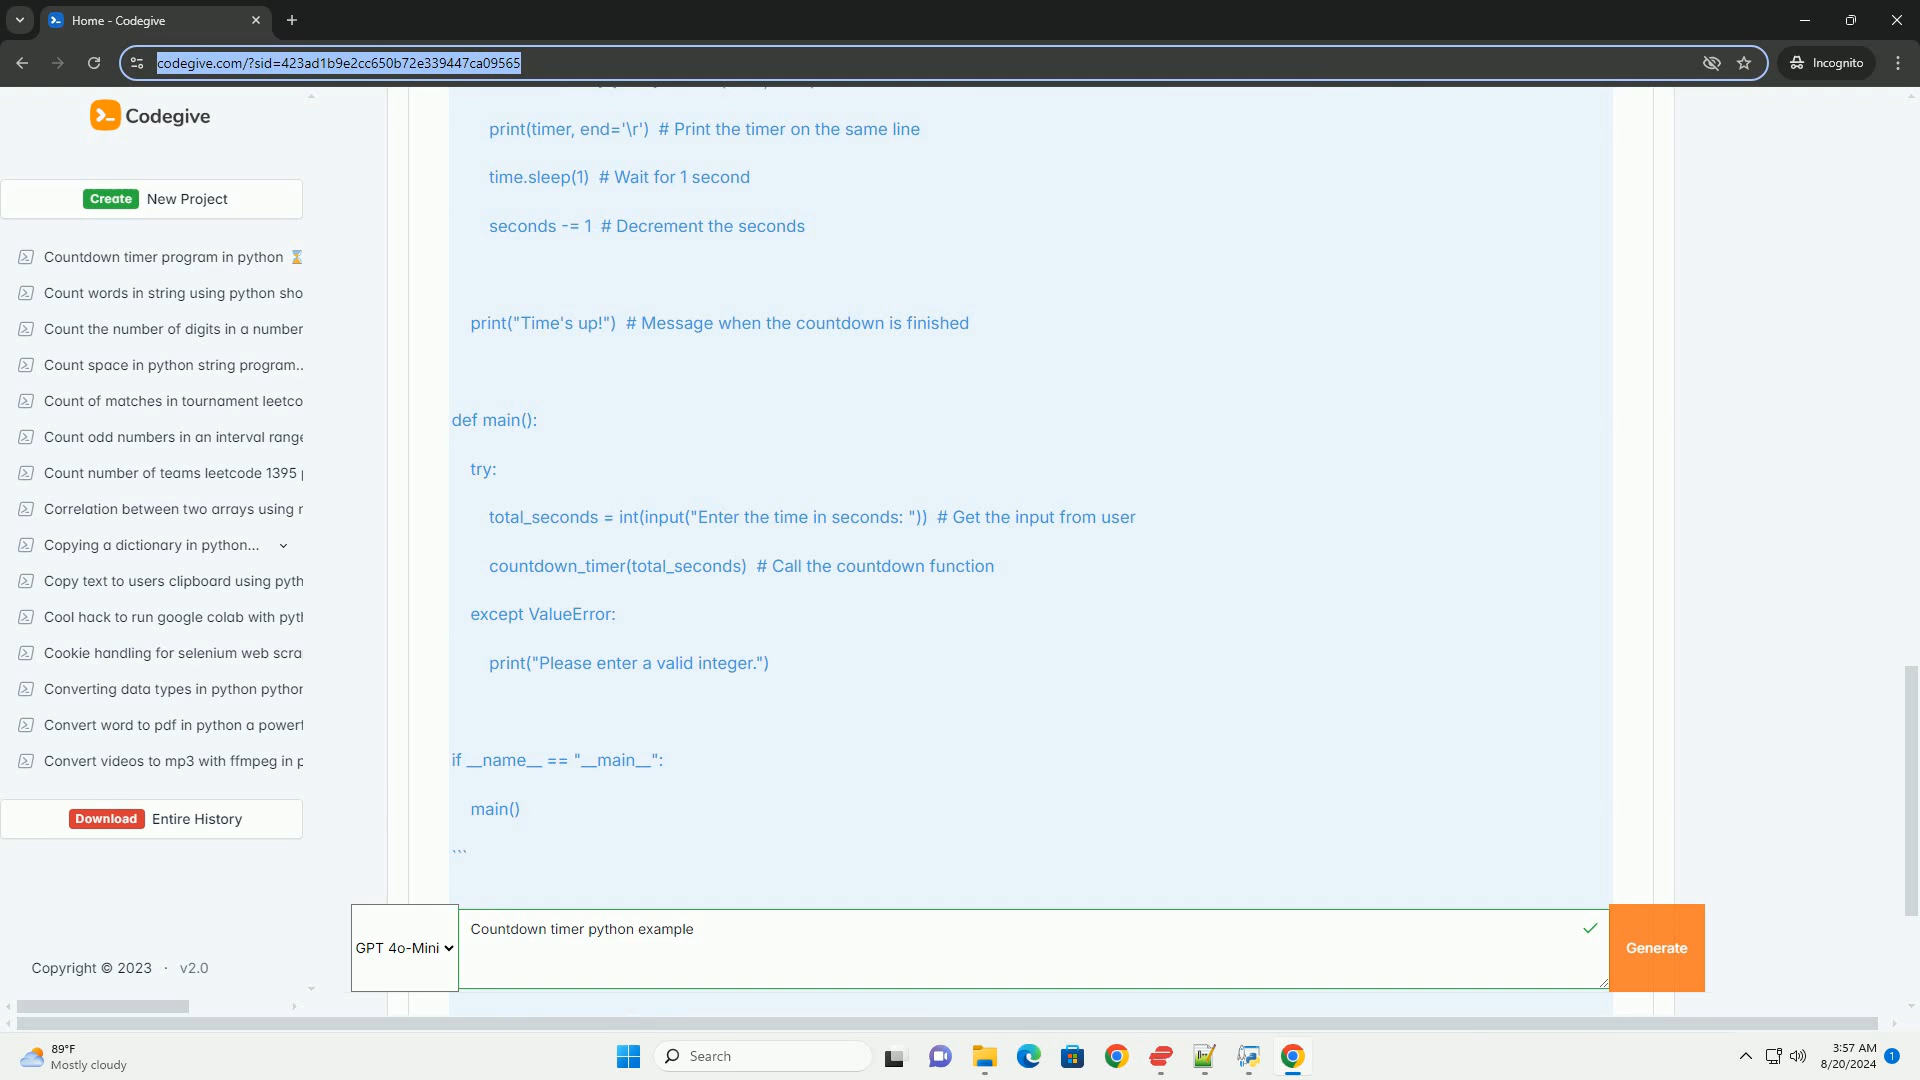 Home - Codegive
codegive.com/?sid=423ad1b9e2cc650b72e339447ca09565
Incognito
Codegive
Create New Project
Countdown timer program in python ⏳
Count words in string using python sho
Count the number of digits in a number
Count space in python string program...
Count of matches in tournament leetco
Count odd numbers in an interval range
Count number of teams leetcode 1395
Correlation between two arrays using
Copying a dictionary in python...
Copy text to users clipboard using pyth
Cool hack to run google colab with pyt
Cookie handling for selenium web scra
Converting data types in python pythor
Convert word to pdf in python a power
Convert videos to mp3 with ffmpeg in p
Download Entire History
Copyright © 2023 · v2.0
print(timer, end='\r')  # Print the timer on the same line
time.sleep(1)  # Wait for 1 second
seconds -= 1  # Decrement the seconds
print("Time's up!")  # Message when the countdown is finished
def main():
try:
total_seconds = int(input("Enter the time in seconds: "))  # Get the input from user
countdown_timer(total_seconds)  # Call the countdown function
except ValueError:
print("Please enter a valid integer.")
if __name__ == "__main__":
main()
```
GPT 4o-Mini
Countdown timer python example
Generate
89°F
Mostly cloudy
Search
3:57 AM
8/20/2024
1